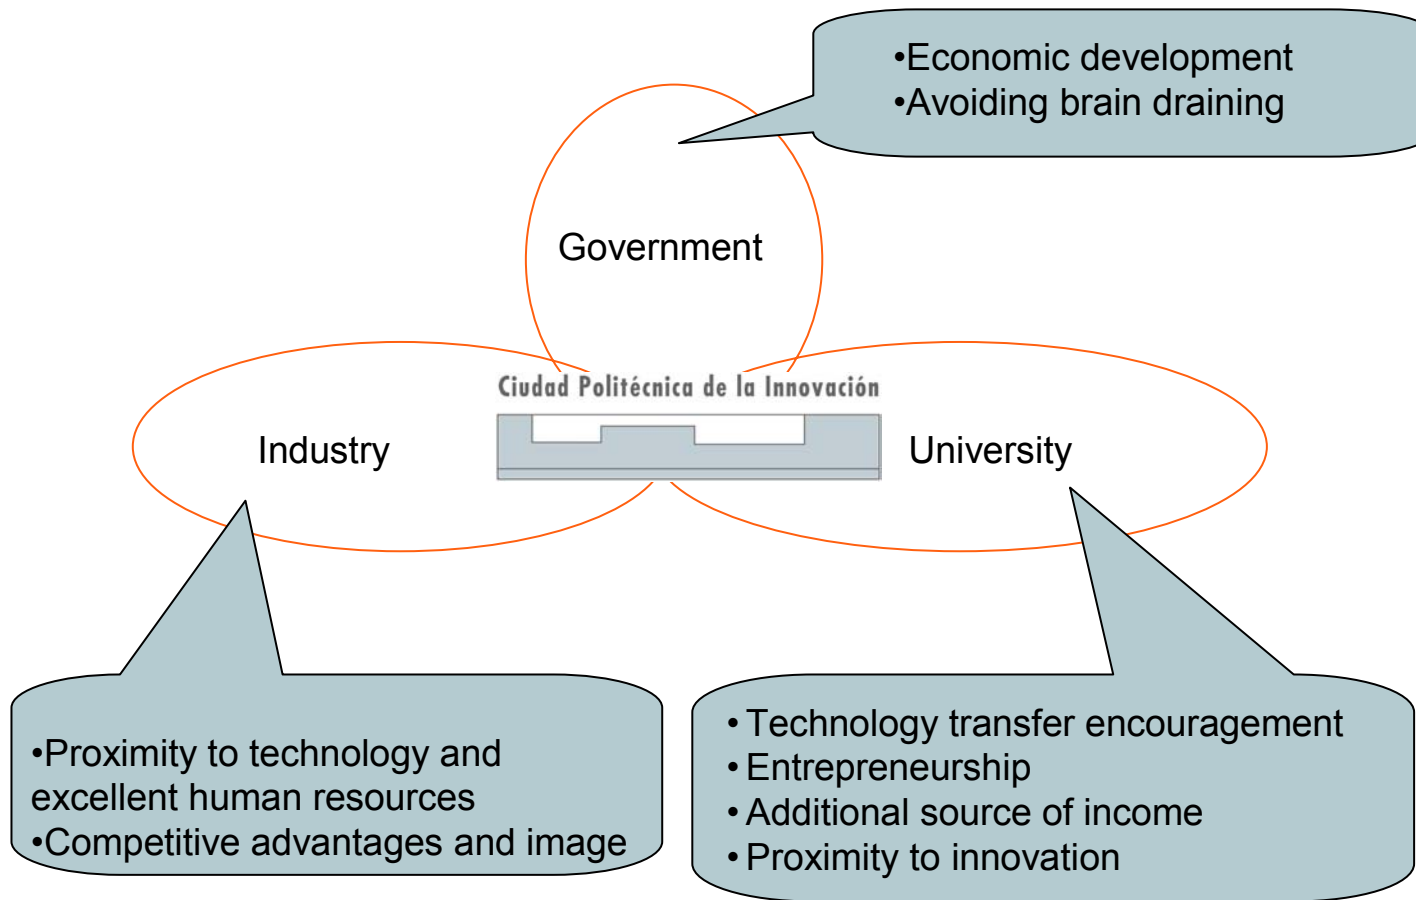 •Economic development
•Avoiding brain draining
Government
Ciudad Politécnica de la Innovación
Industry
University
•Proximity to technology and
excellent human resources
•Competitive advantages and image
• Technology transfer encouragement
• Entrepreneurship
• Additional source of income
• Proximity to innovation